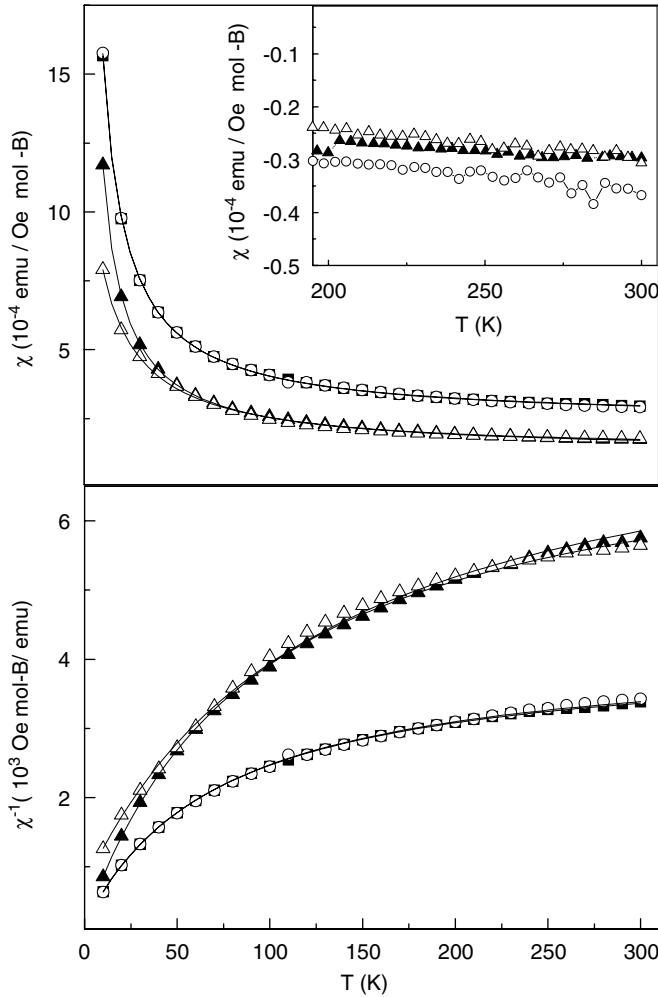 15
10
5
χ (10⁻⁴ emu / Oe mol -B)
-0.1
-0.2
-0.3
-0.4
-0.5
χ (10⁻⁴ emu / Oe mol -B)
200 250 300
T (K)
6
4
2
χ⁻¹( 10³ Oe mol-B/ emu)
0 50 100 150 200 250 300
T (K)